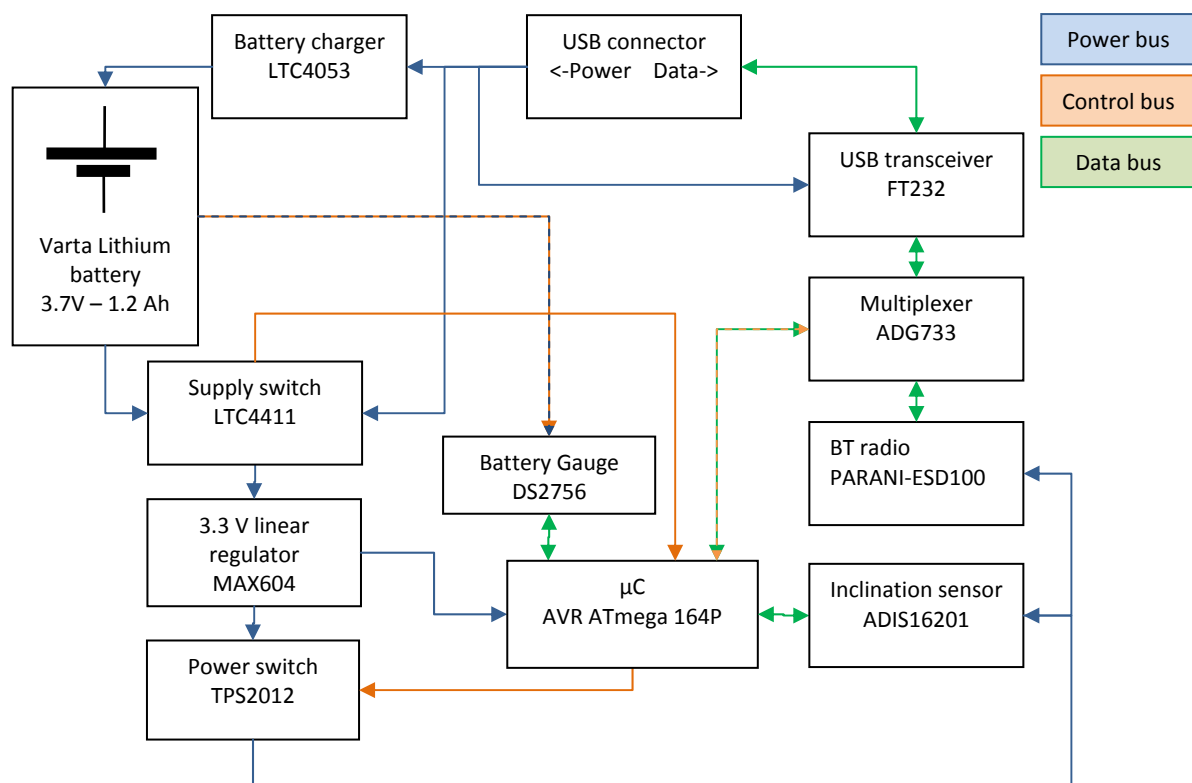 Battery charger
LTC4053
USB connector
<-Power Data->
Power bus
Control bus
Data bus
USB transceiver
FT232
Varta Lithium
battery
3.7V – 1.2 Ah
Multiplexer
ADG733
Supply switch
LTC4411
Battery Gauge
DS2756
BT radio
PARANI-ESD100
3.3 V linear
regulator
MAX604
µC
AVR ATmega 164P
Inclination sensor
ADIS16201
Power switch
TPS2012